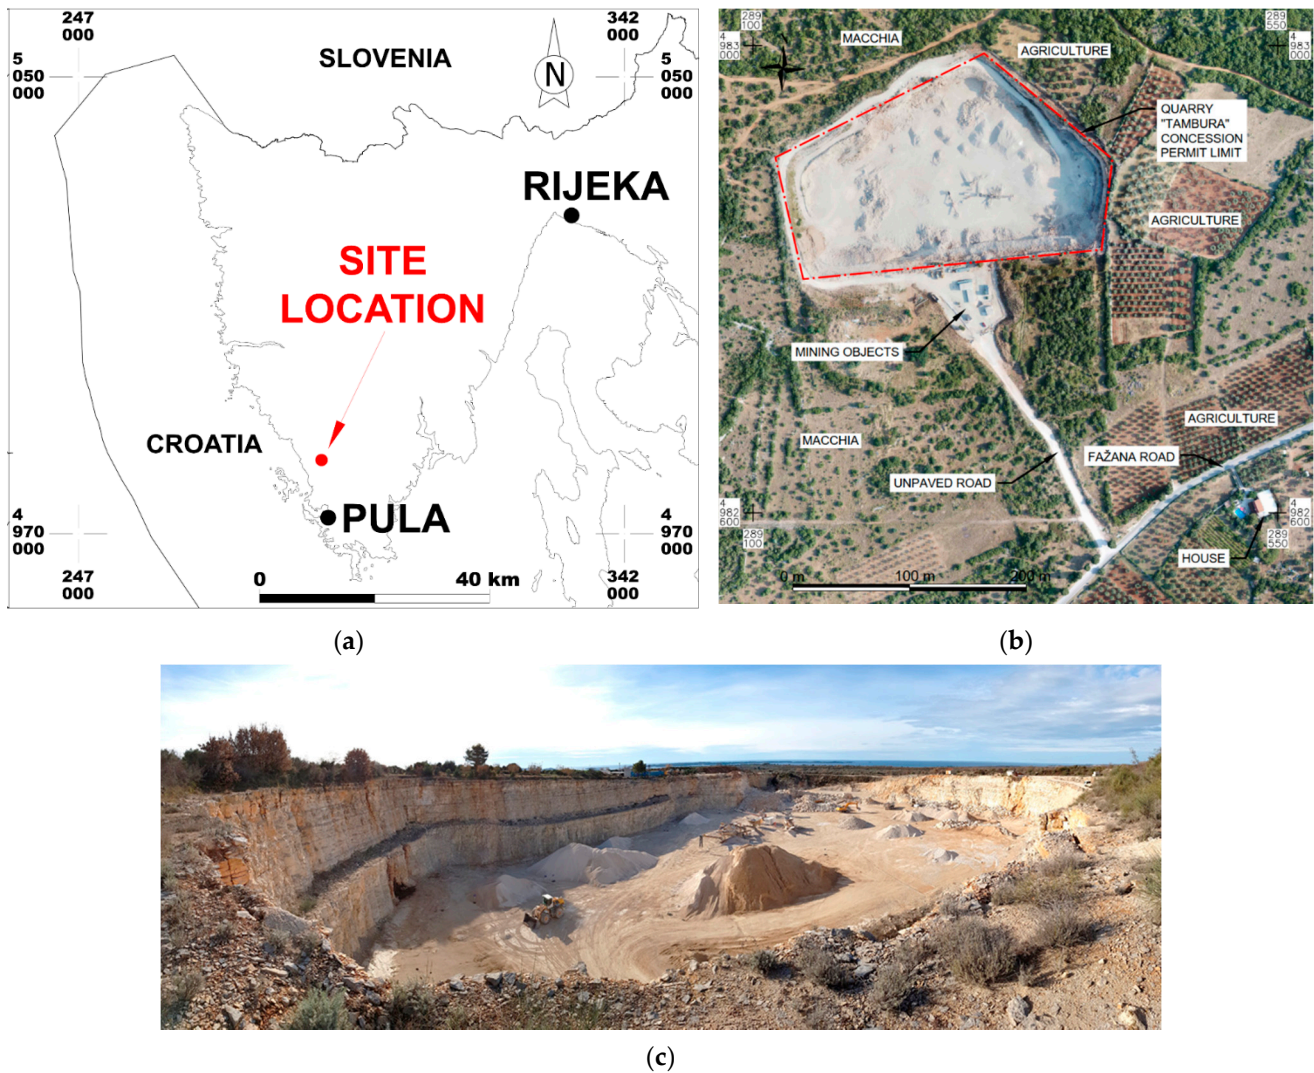 247
000
342
000
SLOVENIA
N
5
050
000
5
050
000
RIJEKA
SITE
LOCATION
CROATIA
PULA
4
970
000
4
970
000
0
40 km
247
000
342
000
(a)
289
100
4
983
000
MACCHIA
AGRICULTURE
289
550
4
983
000
QUARRY
"TAMBURA"
CONCESSION
PERMIT LIMIT
AGRICULTURE
MINING OBJECTS
AGRICULTURE
MACCHIA
FAŽANA ROAD
UNPAVED ROAD
4
982
600
289
100
4
982
600
289
550
HOUSE
0 m
100 m
200 m
(b)
(c)